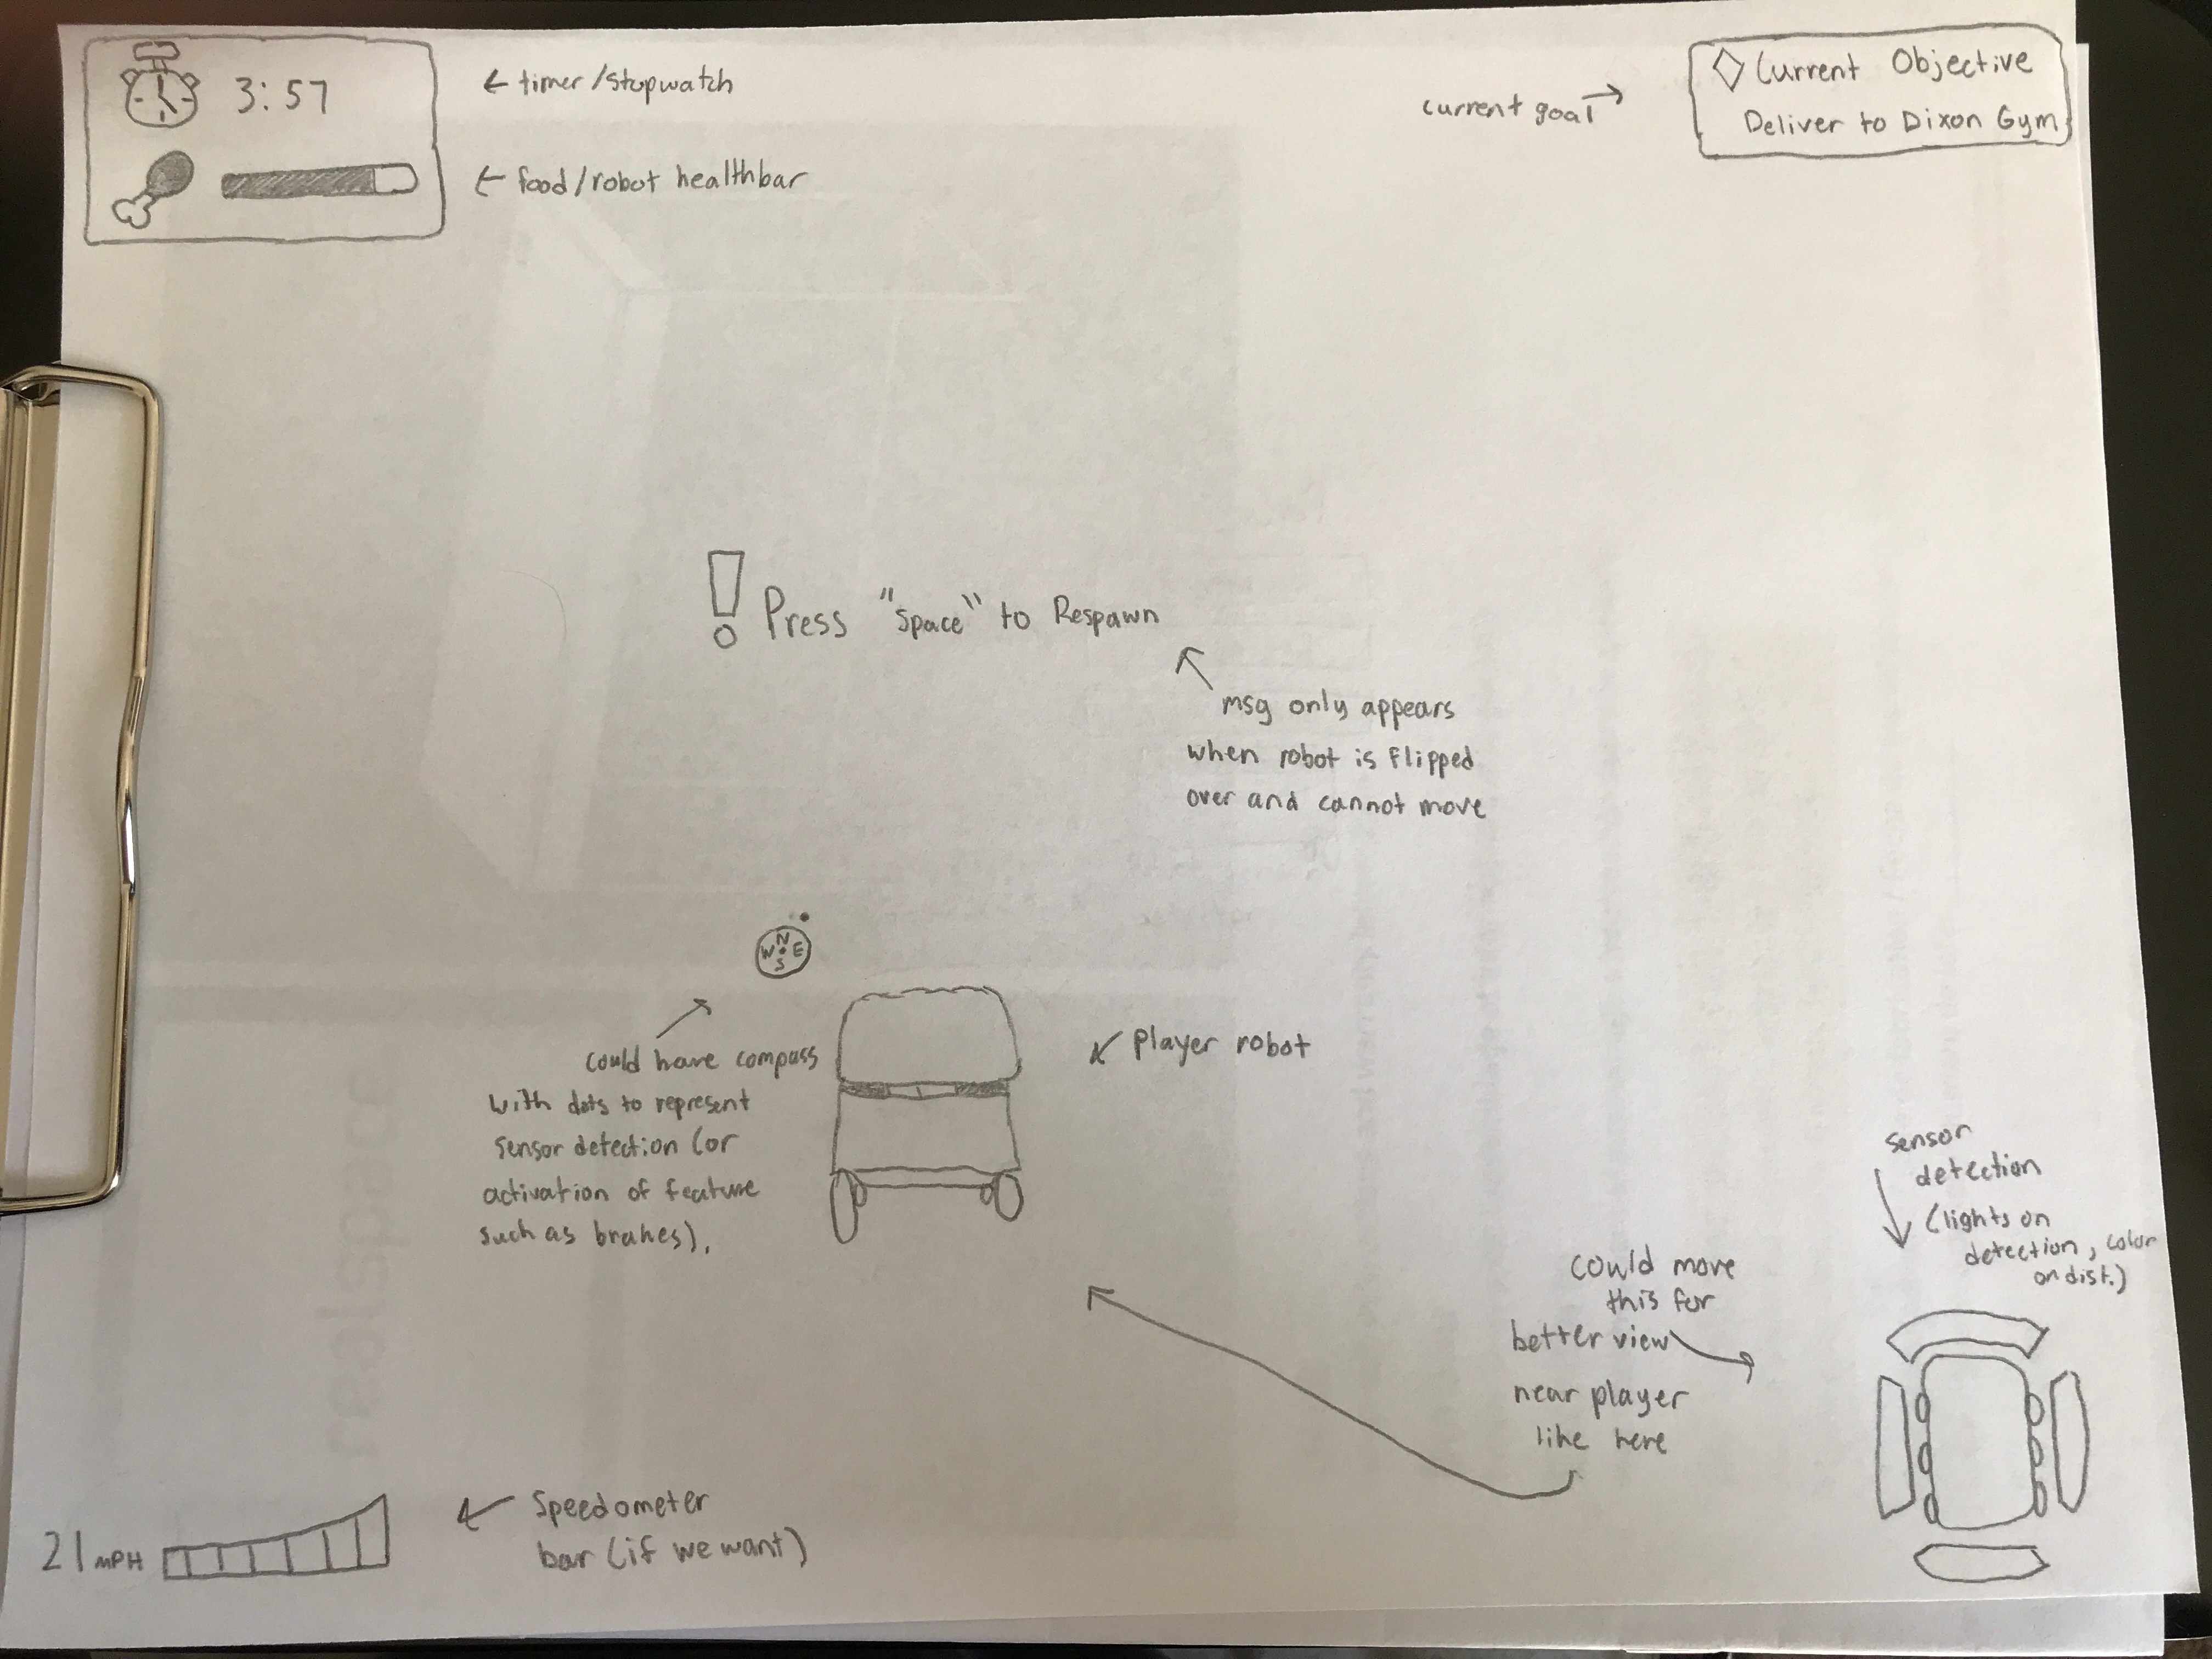 3:57
← timer/stopwatch
← food/robot healthbar
current goal →
◇ Current Objective
Deliver to Dixon Gym
! Press "Space" to Respawn
msg only appears
when robot is flipped
over and cannot move
N
W E
S
could have compass
with dots to represent
sensor detection (or
activation of feature
such as brakes).
Player robot
sensor
detection
(lights on
detection, color
on dist.)
could move
this for
better view
near player
like here
21 MPH
Speedometer
bar (if we want)